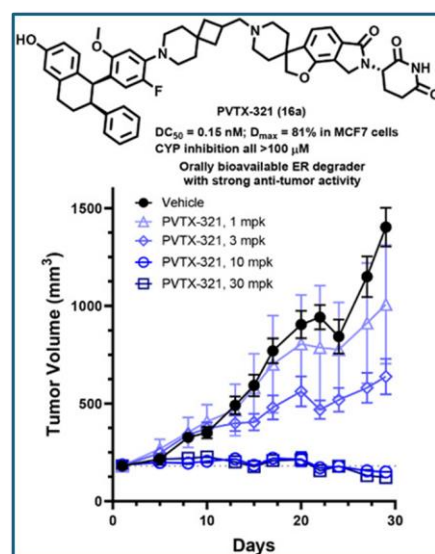 HO
O
F
N
N
O
O
N
O
NH
O
PVTX-321 (16a)
DC50 = 0.15 nM; Dmax = 81% in MCF7 cells
CYP inhibition all >100 μM
Orally bioavailable ER degrader
with strong anti-tumor activity
Vehicle
PVTX-321, 1 mpk
PVTX-321, 3 mpk
PVTX-321, 10 mpk
PVTX-321, 30 mpk
Tumor Volume (mm³)
1500
1000
500
0
0
10
20
30
Days